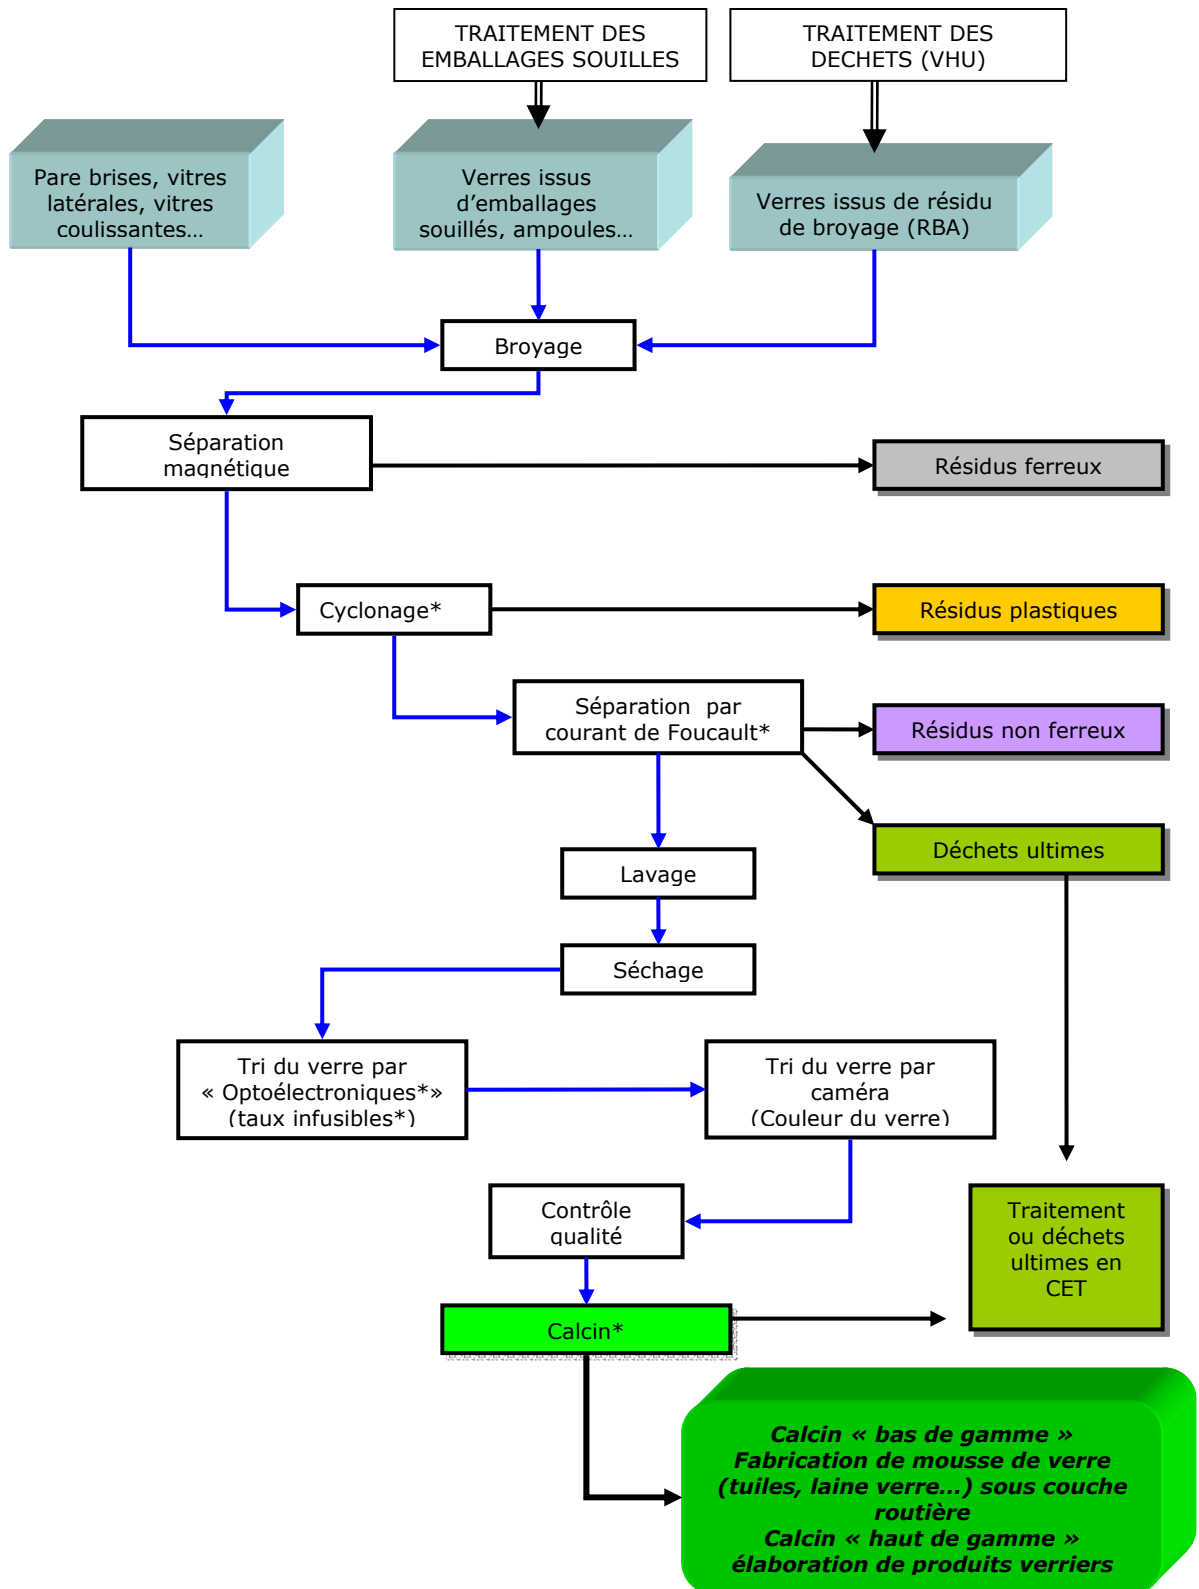 TRAITEMENT DES
EMBALLAGES SOUILLES
TRAITEMENT DES
DECHETS (VHU)
Pare brises, vitres
latérales, vitres
coulissantes…
Verres issus
d’emballages
souillés, ampoules…
Verres issus de résidu
de broyage (RBA)
Broyage
Séparation
magnétique
Résidus ferreux
Cyclonage*
Résidus plastiques
Séparation par
courant de Foucault*
Résidus non ferreux
Déchets ultimes
Lavage
Séchage
Tri du verre par
« Optoélectroniques*»
(taux infusibles*)
Tri du verre par
caméra
(Couleur du verre)
Contrôle
qualité
Traitement
ou déchets
ultimes en
CET
Calcin*
Calcin « bas de gamme »
Fabrication de mousse de verre
(tuiles, laine verre…) sous couche
routière
Calcin « haut de gamme »
élaboration de produits verriers